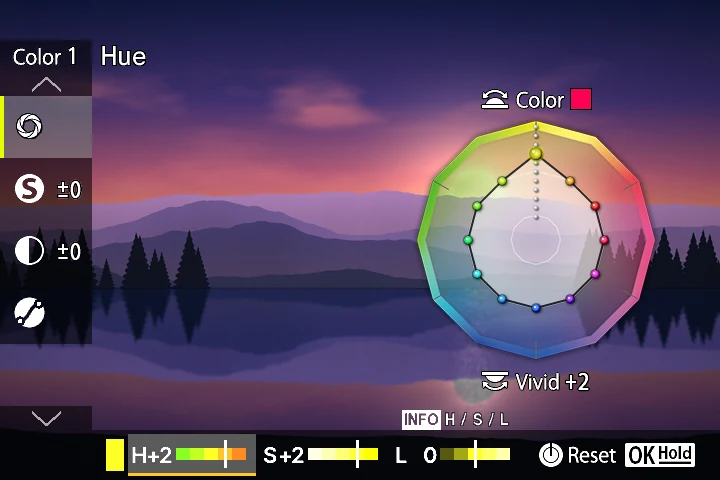 Color 1 Hue
Color
S ±0
±0
Vivid +2
INFO H / S / L
H+2 S+2 L 0 Reset OK Hold